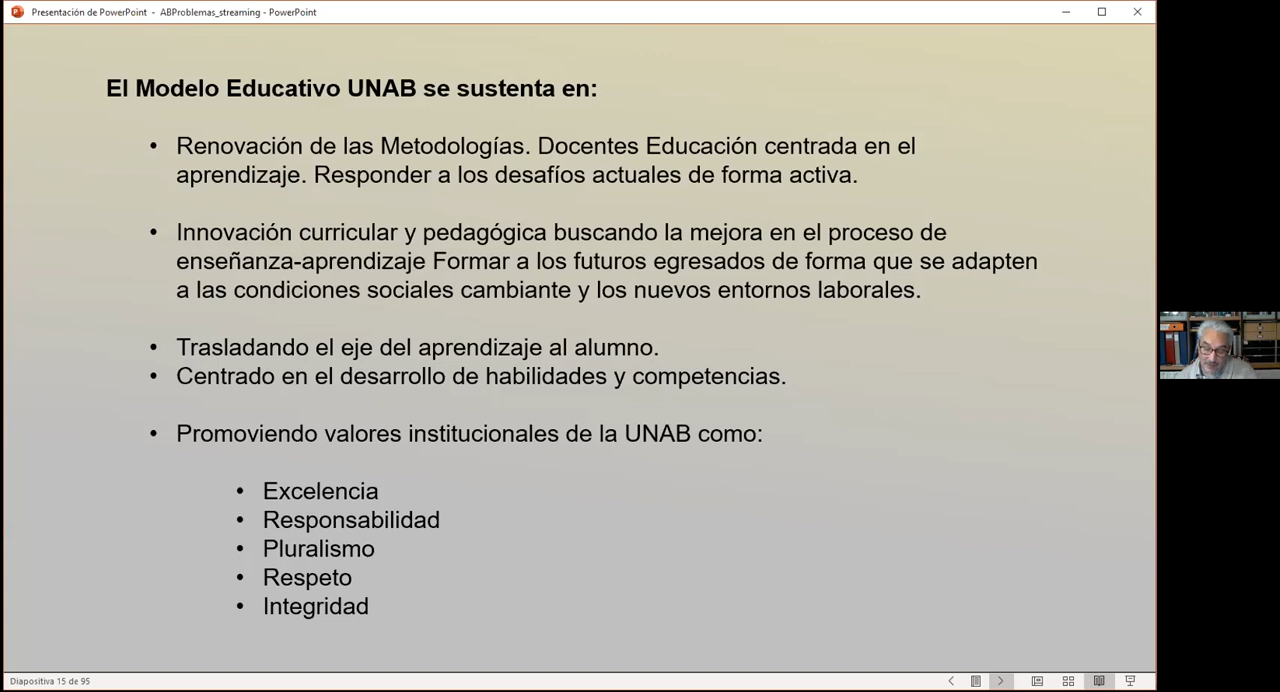 Presentación de PowerPoint - ABProblemas_streaming - PowerPoint
El Modelo Educativo UNAB se sustenta en:
• Renovación de las Metodologías. Docentes Educación centrada en el
aprendizaje. Responder a los desafíos actuales de forma activa.
• Innovación curricular y pedagógica buscando la mejora en el proceso de
enseñanza-aprendizaje Formar a los futuros egresados de forma que se adapten
a las condiciones sociales cambiante y los nuevos entornos laborales.
• Trasladando el eje del aprendizaje al alumno.
• Centrado en el desarrollo de habilidades y competencias.
• Promoviendo valores institucionales de la UNAB como:
• Excelencia
• Responsabilidad
• Pluralismo
• Respeto
• Integridad
Diapositiva 15 de 95